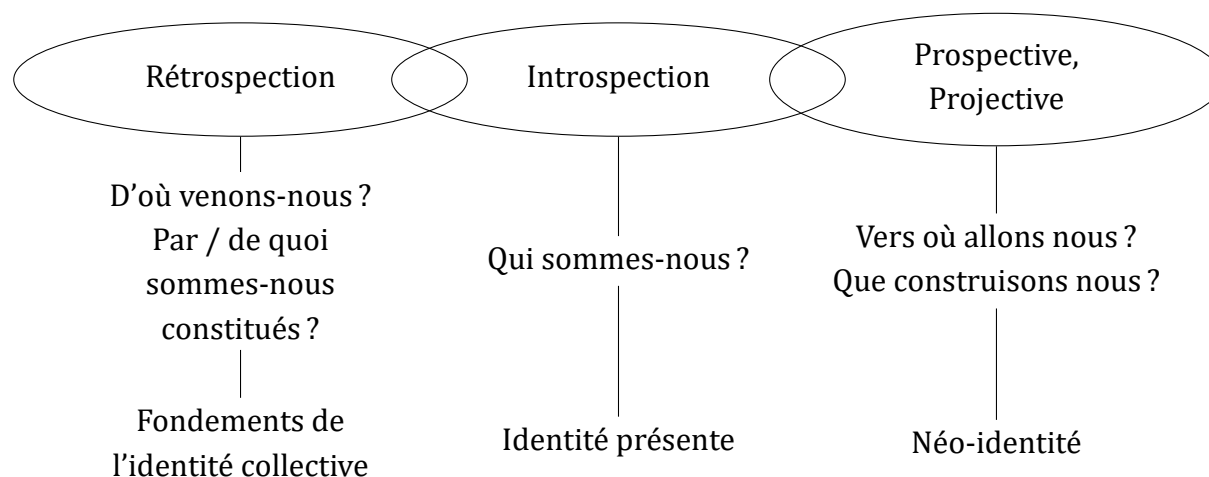 Rétrospection
Introspection
Prospective,
Projective
D’où venons-nous ?
Par / de quoi
sommes-nous
constitués ?
Qui sommes-nous ?
Vers où allons nous ?
Que construisons nous ?
Fondements de
l’identité collective
Identité présente
Néo-identité